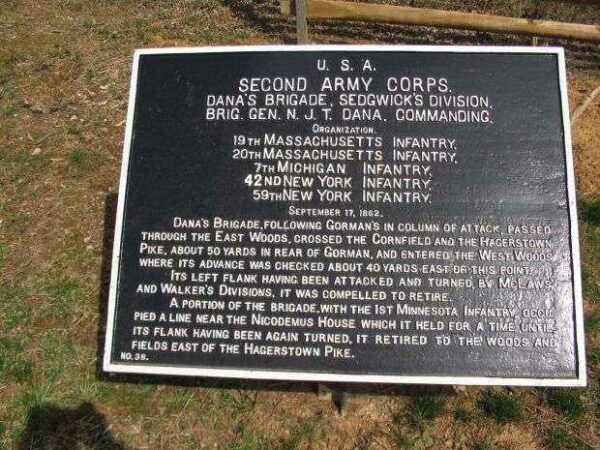 U. S. A.
SECOND ARMY CORPS.
DANA'S BRIGADE, SEDGWICK'S DIVISION,
BRIG. GEN. N. J. T. DANA, COMMANDING.
ORGANIZATION.
19TH MASSACHUSETTS INFANTRY,
20TH MASSACHUSETTS INFANTRY,
7TH MICHIGAN INFANTRY,
42ND NEW YORK INFANTRY,
59TH NEW YORK INFANTRY.
SEPTEMBER 17, 1862.
DANA'S BRIGADE, FOLLOWING GORMAN'S IN COLUMN OF ATTACK, PASSED
THROUGH THE EAST WOODS, CROSSED THE CORNFIELD AND THE HAGERSTOWN
PIKE, ABOUT 50 YARDS IN REAR OF GORMAN, AND ENTERED THE WEST WOODS
WHERE ITS ADVANCE WAS CHECKED ABOUT 40 YARDS EAST OF THIS POINT.
ITS LEFT FLANK HAVING BEEN ATTACKED AND TURNED, BY MCLAWS'
AND WALKER'S DIVISIONS, IT WAS COMPELLED TO RETIRE.
A PORTION OF THE BRIGADE, WITH THE 1ST MINNESOTA INFANTRY, OCCU
PIED A LINE NEAR THE NICODEMUS HOUSE WHICH IT HELD FOR A TIME UNTIL
ITS FLANK HAVING BEEN AGAIN TURNED, IT RETIRED TO THE WOODS AND
FIELDS EAST OF THE HAGERSTOWN PIKE.
NO. 38.